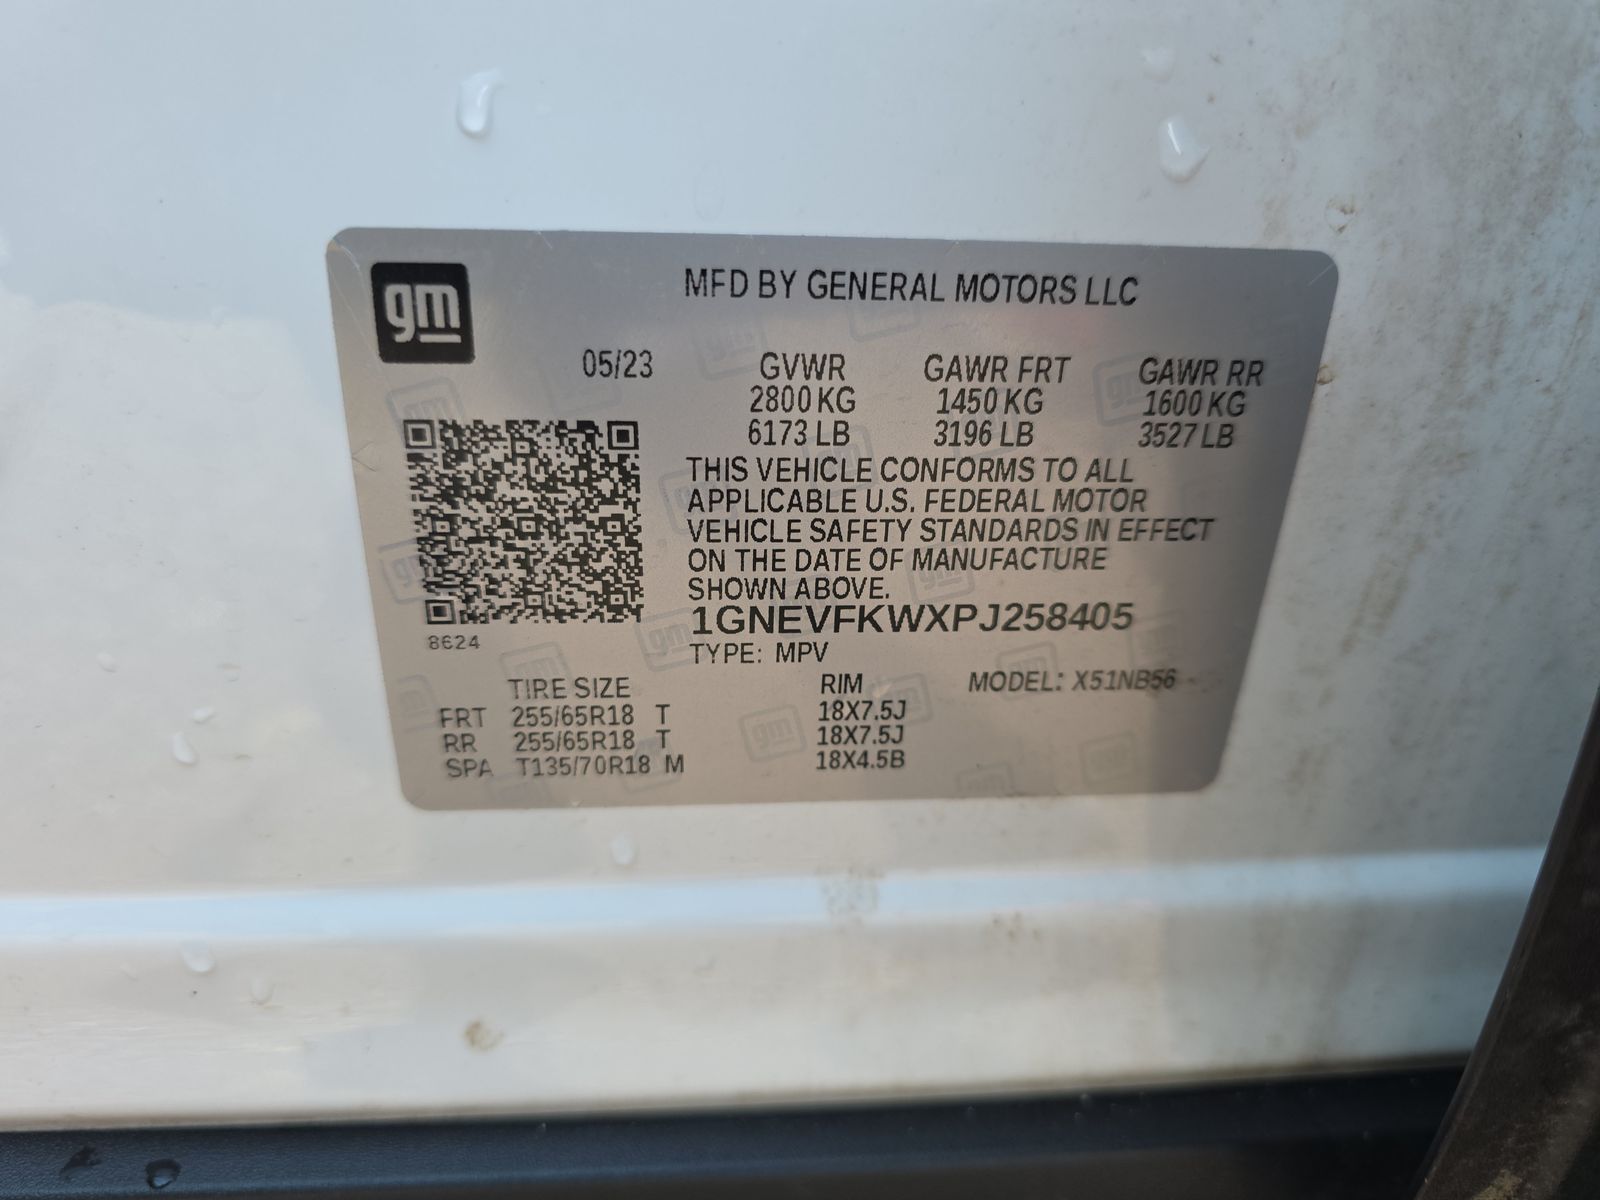 gm
MFD BY GENERAL MOTORS LLC
05/23 GVWR GAWR FRT GAWR RR
2800 KG 1450 KG 1600 KG
6173 LB 3196 LB 3527 LB
THIS VEHICLE CONFORMS TO ALL
APPLICABLE U.S. FEDERAL MOTOR
VEHICLE SAFETY STANDARDS IN EFFECT
ON THE DATE OF MANUFACTURE
SHOWN ABOVE.
1GNEVFKWXPJ258405
8624
TYPE: MPV
TIRE SIZE RIM MODEL: X51NB56
FRT 255/65R18 T 18X7.5J
RR 255/65R18 T 18X7.5J
SPA T135/70R18 M 18X4.5B